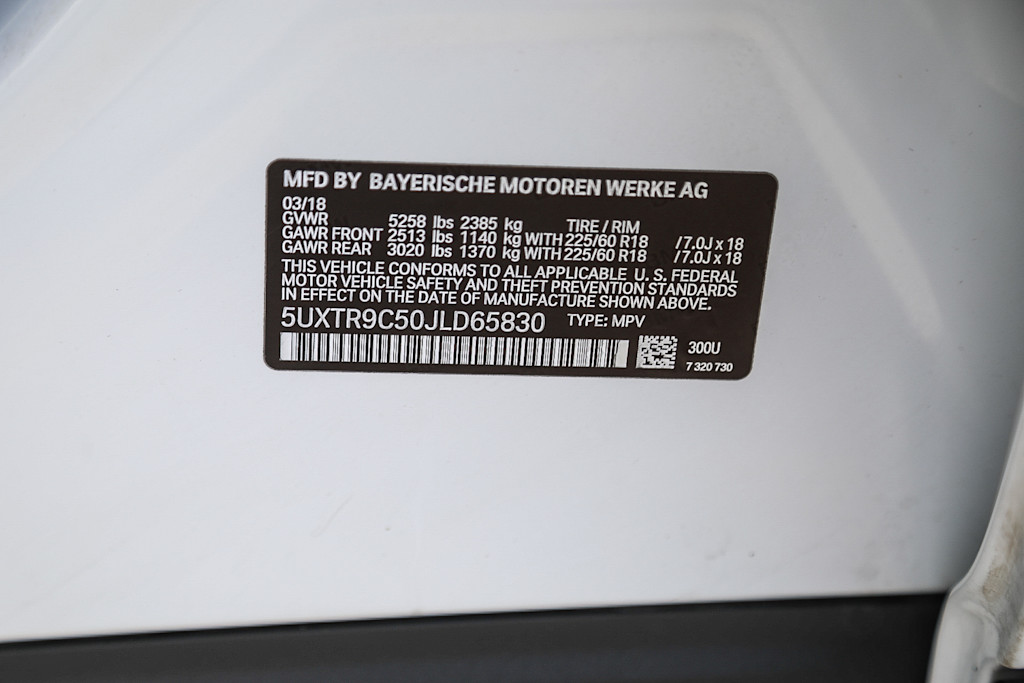 MFD BY BAYERISCHE MOTOREN WERKE AG
03/18
GVWR 5258 lbs 2385 kg TIRE / RIM
GAWR FRONT 2513 lbs 1140 kg WITH 225/60 R18 / 7.0J x 18
GAWR REAR 3020 lbs 1370 kg WITH 225/60 R18 / 7.0J x 18
THIS VEHICLE CONFORMS TO ALL APPLICABLE U. S. FEDERAL
MOTOR VEHICLE SAFETY AND THEFT PREVENTION STANDARDS
IN EFFECT ON THE DATE OF MANUFACTURE SHOWN ABOVE.
5UXTR9C50JLD65830 TYPE: MPV
300U
7 320 730